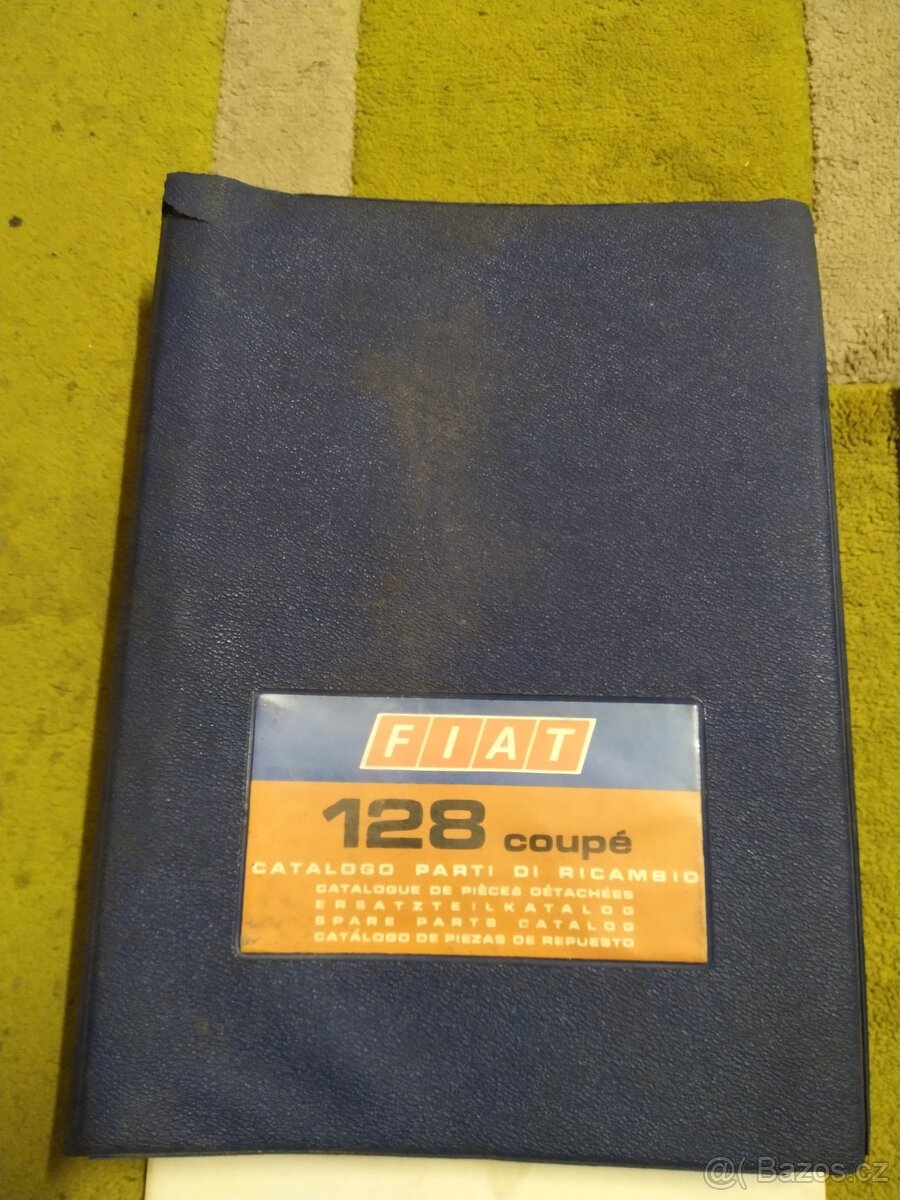 FIAT
128 coupé
CATALOGO PARTI DI RICAMBIO
CATALOGUE DE PIÈCES DÉTACHÉES
ERSATZTEILKATALOG
SPARE PARTS CATALOG
CATÁLOGO DE PIEZAS DE REPUESTO
@( Bazos.cz